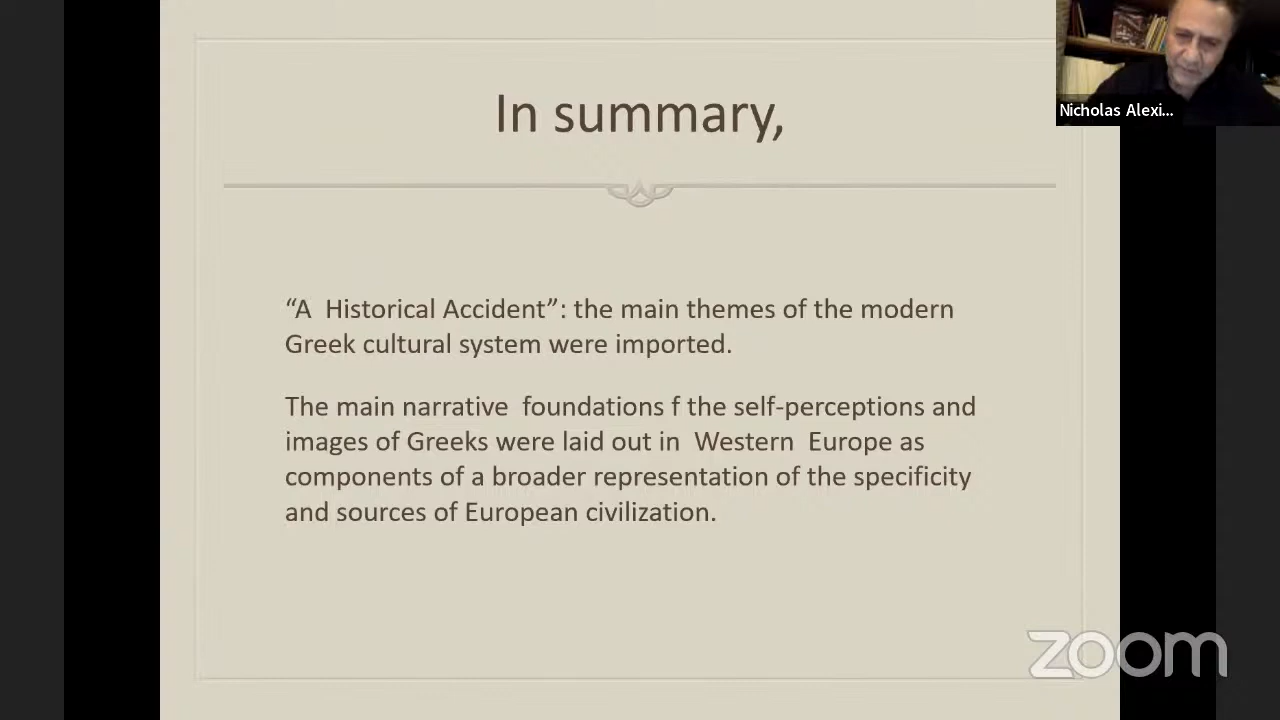 In summary,
Nicholas Alexi...
“A Historical Accident”: the main themes of the modern
Greek cultural system were imported.
The main narrative foundations f the self-perceptions and
images of Greeks were laid out in Western Europe as
components of a broader representation of the specificity
and sources of European civilization.
zoom